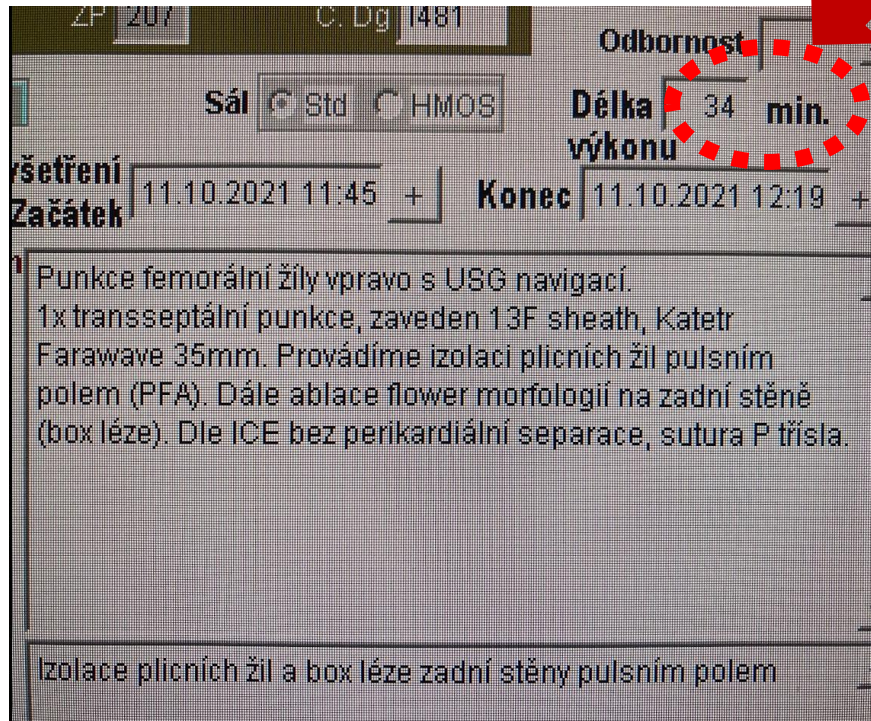 ZP 207 Č. Dg I481
Odbornost
Sál Std HMOS Délka výkonu 34 min.
Začátek 11.10.2021 11:45 + Konec 11.10.2021 12:19 +
Punkce femorální žíly vpravo s USG navigací.
1x transseptální punkce, zaveden 13F sheath, Katetr
Farawave 35mm. Provádíme izolaci plicních žil pulsním
polem (PFA). Dále ablace flower morfologií na zadní stěně
(box léze). Dle ICE bez perikardiální separace, sutura P třísla.
Izolace plicních žil a box léze zadní stěny pulsním polem